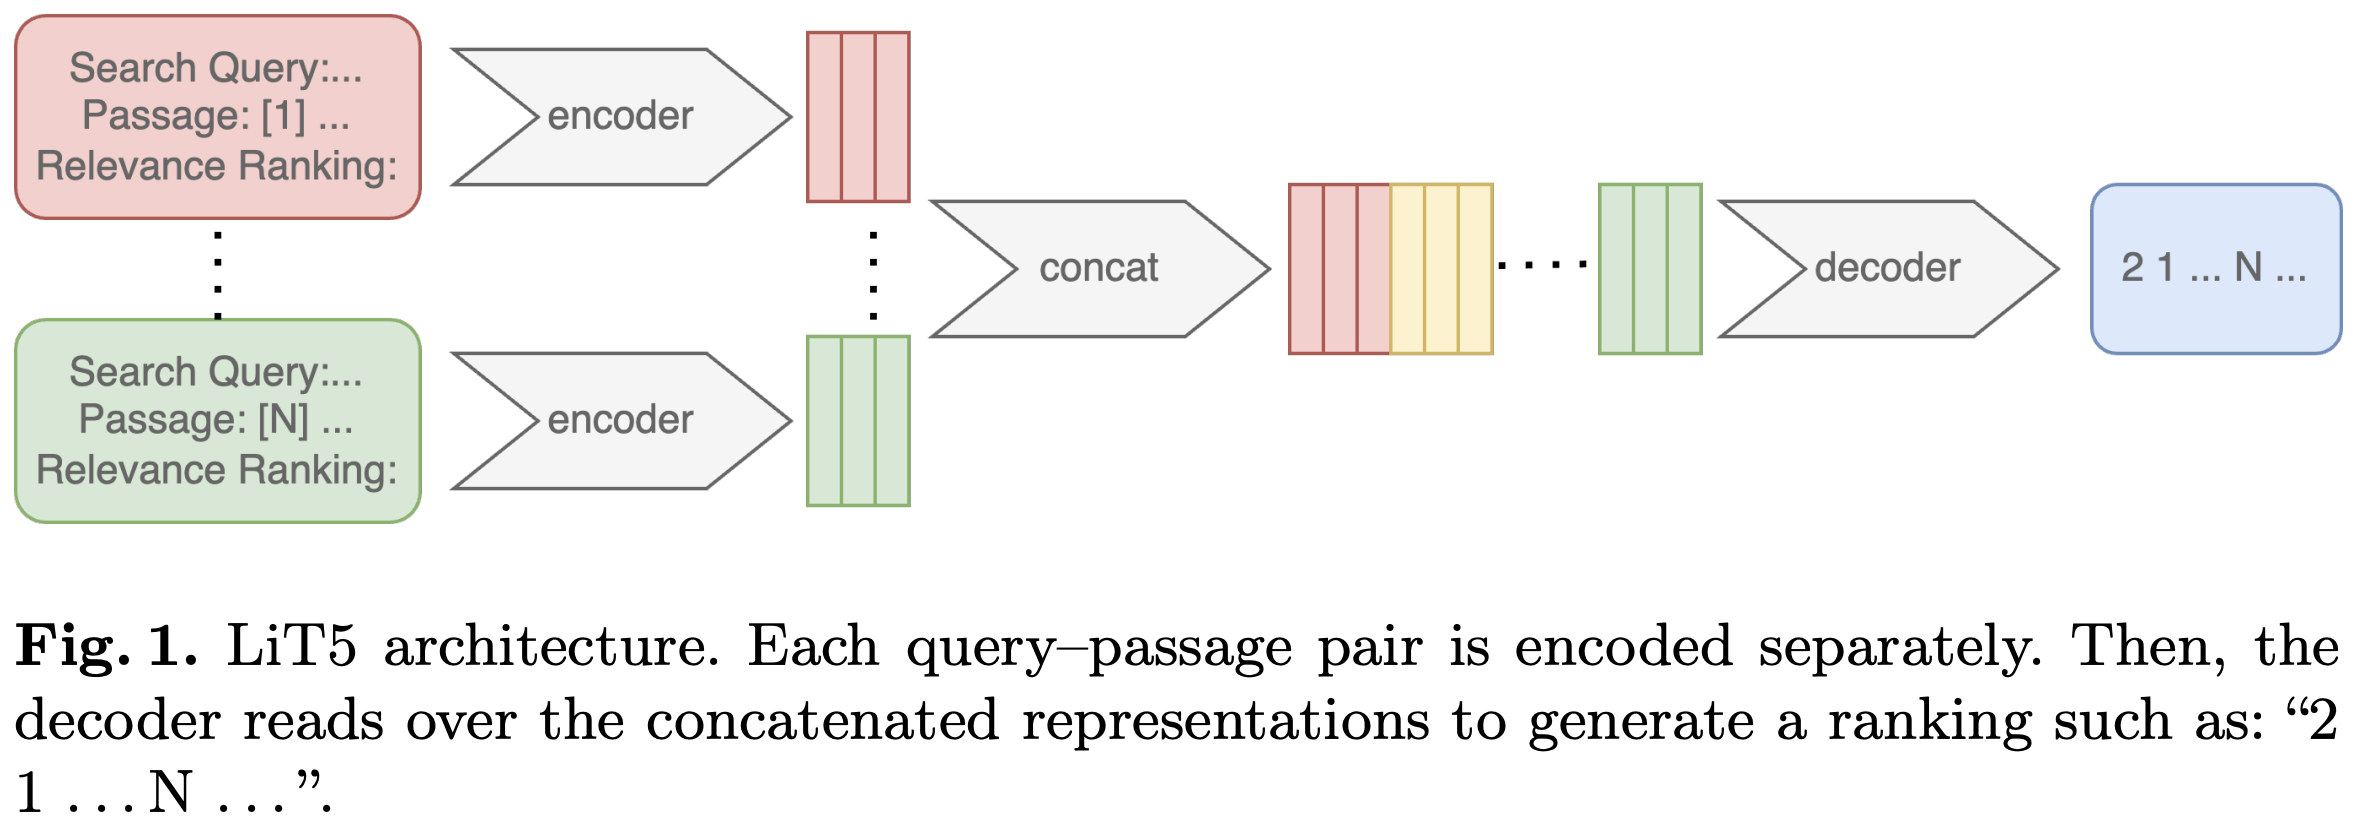 Search Query:...
Passage: [1] ...
Relevance Ranking:
encoder
Search Query:...
Passage: [N] ...
Relevance Ranking:
encoder
concat
decoder
2 1 ... N ...
Fig. 1. LiT5 architecture. Each query–passage pair is encoded separately. Then, the
decoder reads over the concatenated representations to generate a ranking such as: “2
1 . . . N . . . ”.